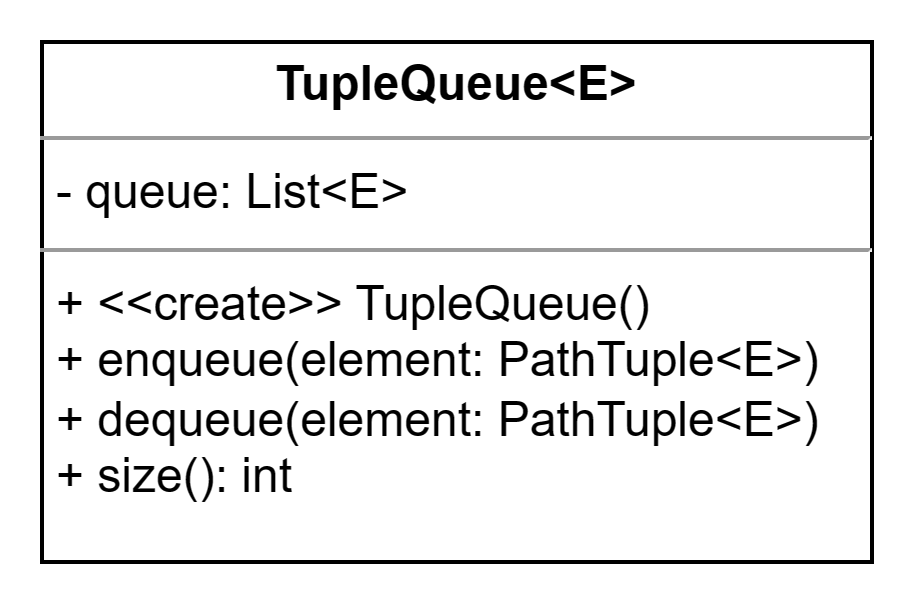 TupleQueue<E>
- queue: List<E>
+ <<create>> TupleQueue()
+ enqueue(element: PathTuple<E>)
+ dequeue(element: PathTuple<E>)
+ size(): int